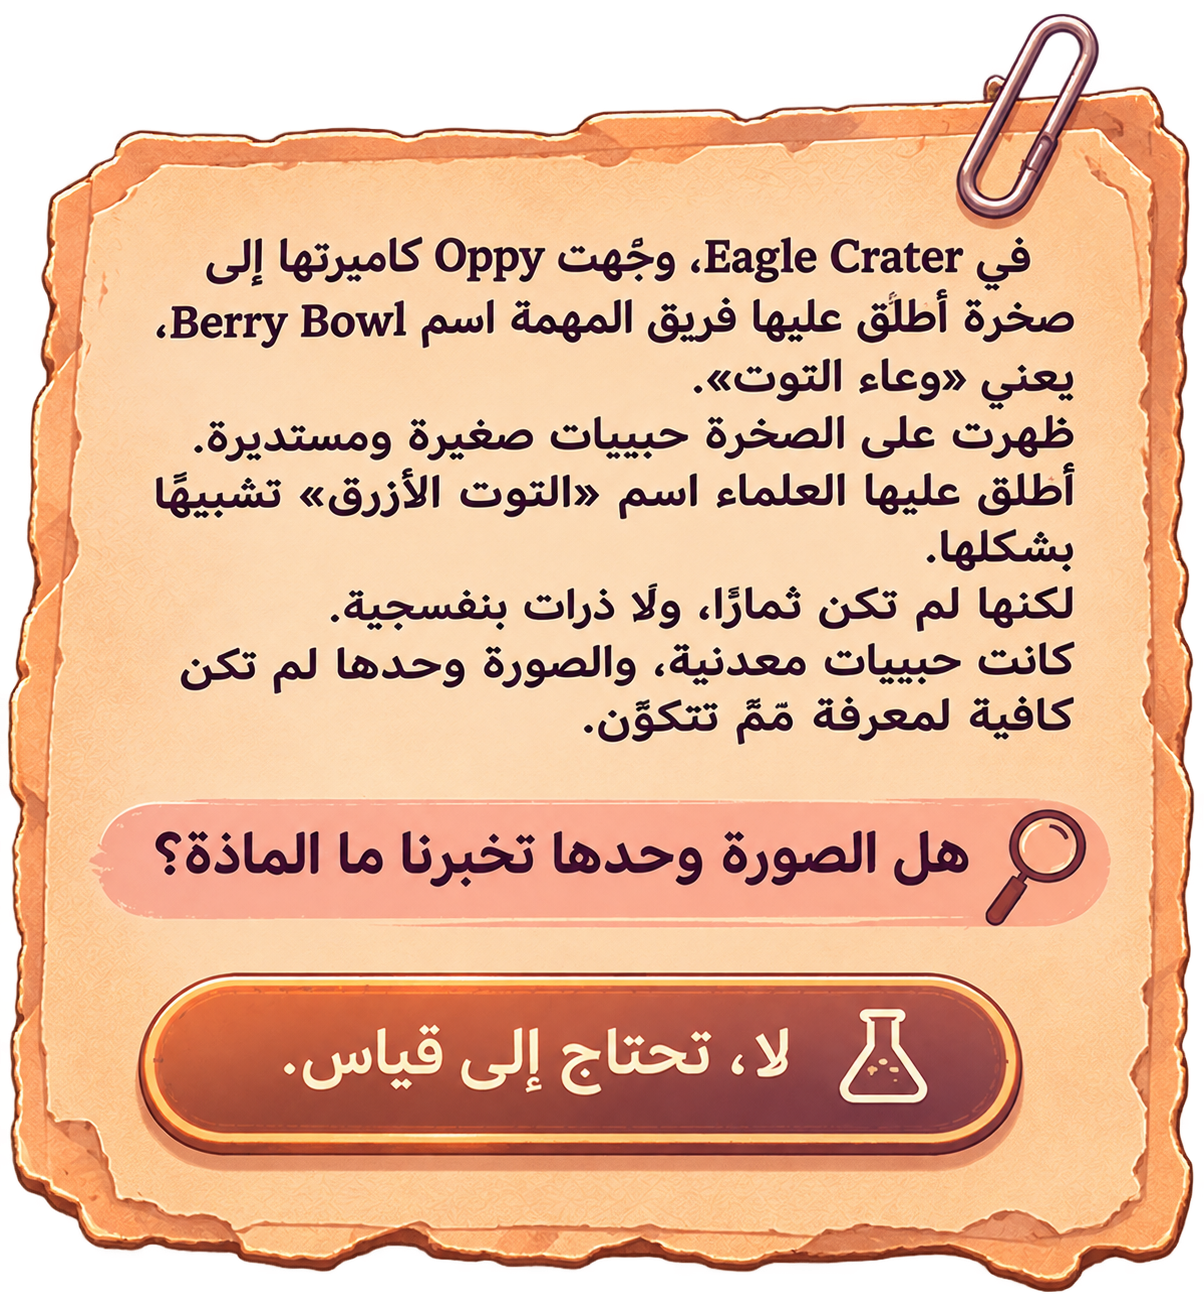 في Eagle Crater، وجَّهت Oppy كاميرتها إلى
صخرة أطلَق عليها فريق المهمة اسم Berry Bowl،
يعني «وعاء التوت».
ظهرت على الصخرة حبيبات صغيرة ومستديرة.
أطلق عليها العلماء اسم «التوت الأزرق» تشبيهًا
بشكلها.
لكنها لم تكن ثمارًا، ولَا ذرات بنفسجية.
كانت حبيبات معدنية، والصورة وحدها لم تكن
كافية لمعرفة مّمَّ تتكوَّن.
هل الصورة وحدها تخبرنا ما الماذة؟
لا، تحتاج إلى قياس.